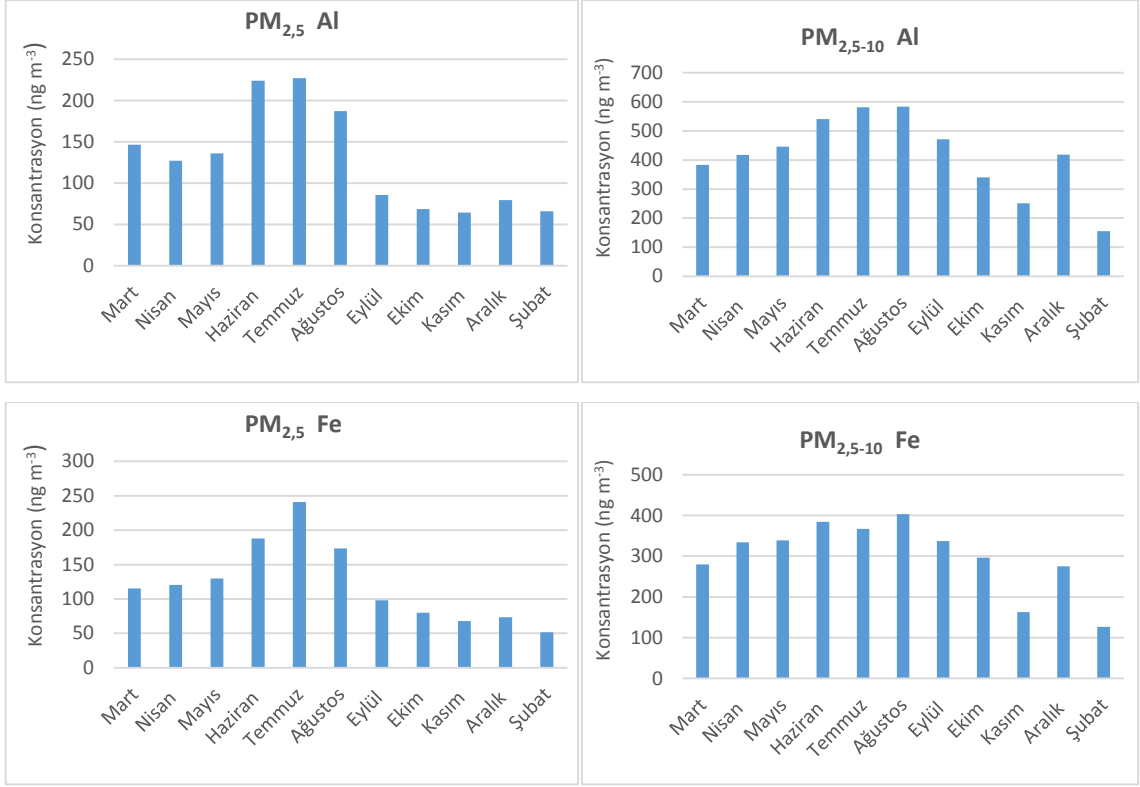 PM2,5 Al
Konsantrasyon (ng m-3)
250
200
150
100
50
0
Mart
Nisan
Mayıs
Haziran
Temmuz
Ağustos
Eylül
Ekim
Kasım
Aralık
Şubat
PM2,5-10 Al
Konsantrasyon (ng m-3)
700
600
500
400
300
200
100
0
Mart
Nisan
Mayıs
Haziran
Temmuz
Ağustos
Eylül
Ekim
Kasım
Aralık
Şubat
PM2,5 Fe
Konsantrasyon (ng m-3)
300
250
200
150
100
50
0
Mart
Nisan
Mayıs
Haziran
Temmuz
Ağustos
Eylül
Ekim
Kasım
Aralık
Şubat
PM2,5-10 Fe
Konsantrasyon (ng m-3)
500
400
300
200
100
0
Mart
Nisan
Mayıs
Haziran
Temmuz
Ağustos
Eylül
Ekim
Kasım
Aralık
Şubat